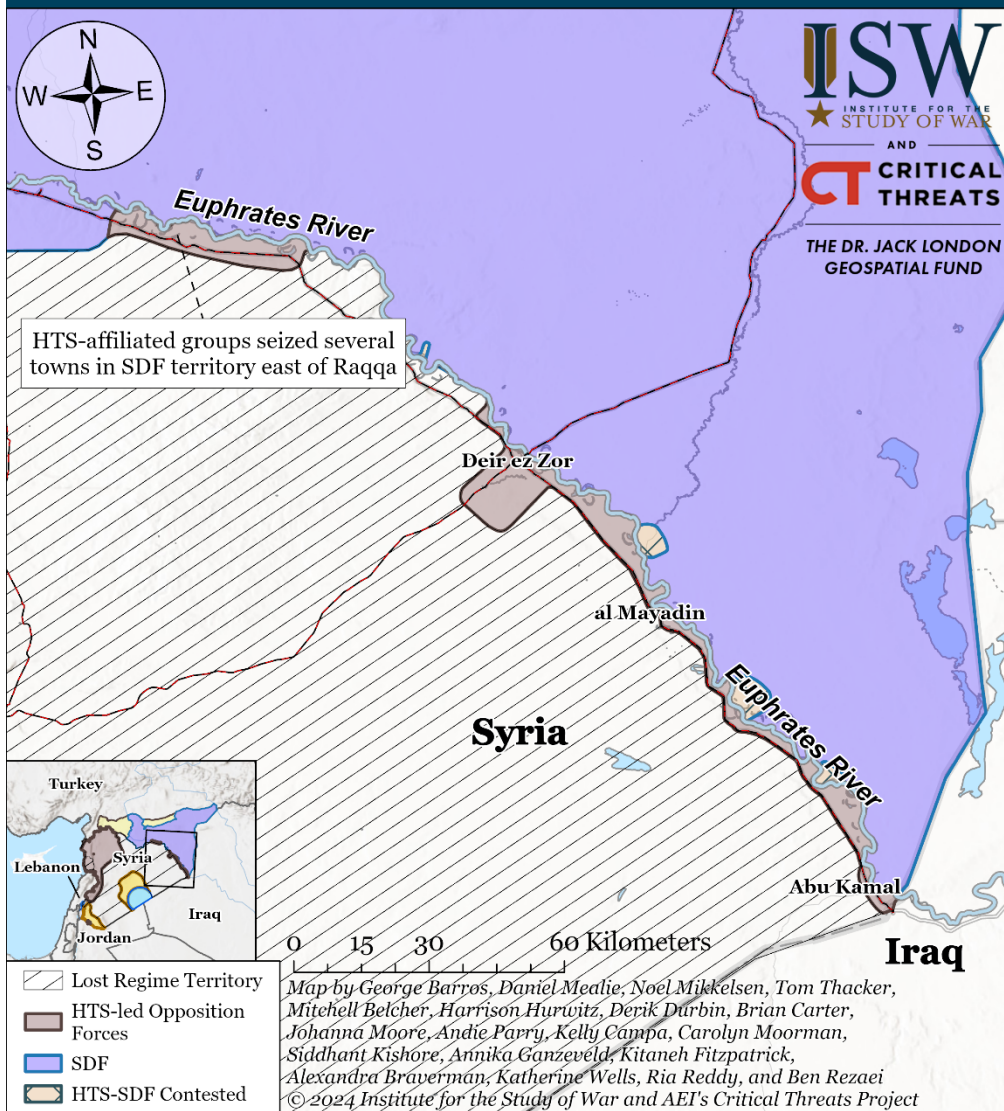 N
W
E
S
ISW
INSTITUTE FOR THE
STUDY OF WAR
AND
CT CRITICAL
THREATS
THE DR. JACK LONDON
GEOSPATIAL FUND
Euphrates River
HTS-affiliated groups seized several
towns in SDF territory east of Raqqa
Deir ez Zor
al Mayadin
Euphrates River
Syria
Abu Kamal
Iraq
Turkey
Lebanon
Syria
Iraq
Jordan
0 15 30 60 Kilometers
Lost Regime Territory
HTS-led Opposition
Forces
SDF
HTS-SDF Contested
Map by George Barros, Daniel Mealie, Noel Mikkelsen, Tom Thacker,
Mitchell Belcher, Harrison Hurwitz, Derik Durbin, Brian Carter,
Johanna Moore, Andie Parry, Kelly Campa, Carolyn Moorman,
Siddhant Kishore, Annika Ganzeveld, Kitaneh Fitzpatrick,
Alexandra Braverman, Katherine Wells, Ria Reddy, and Ben Rezaei
© 2024 Institute for the Study of War and AEI's Critical Threats Project